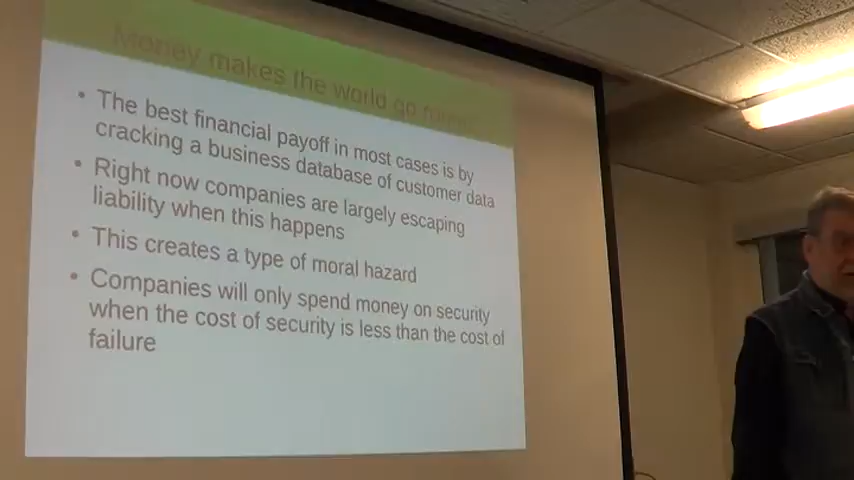 Money makes the world go round
• The best financial payoff in most cases is by
cracking a business database of customer data
• Right now companies are largely escaping
liability when this happens
• This creates a type of moral hazard
• Companies will only spend money on security
when the cost of security is less than the cost of
failure